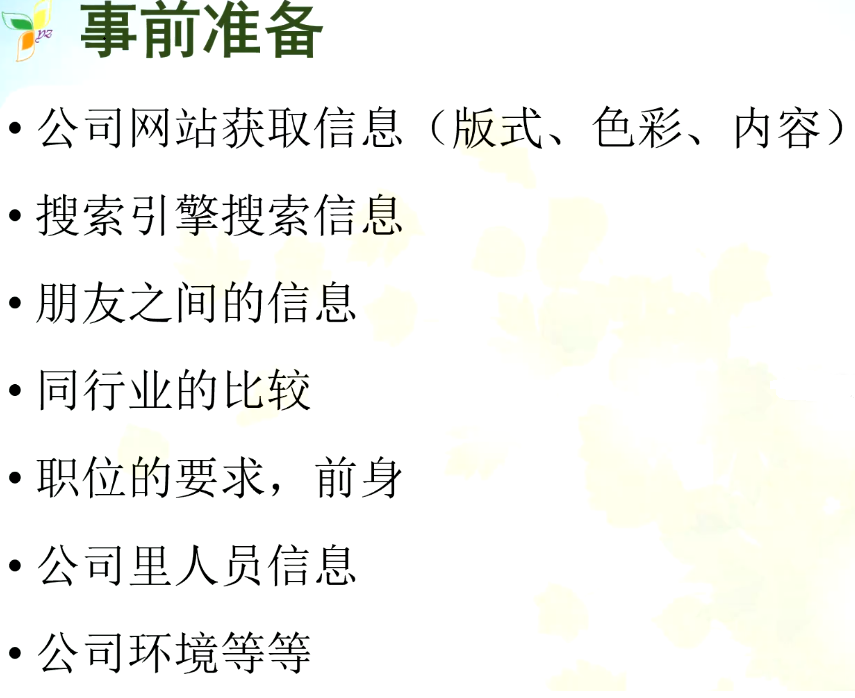 yz
事前准备
• 公司网站获取信息（版式、色彩、内容）
• 搜索引擎搜索信息
• 朋友之间的信息
• 同行业的比较
• 职位的要求，前身
• 公司里人员信息
• 公司环境等等